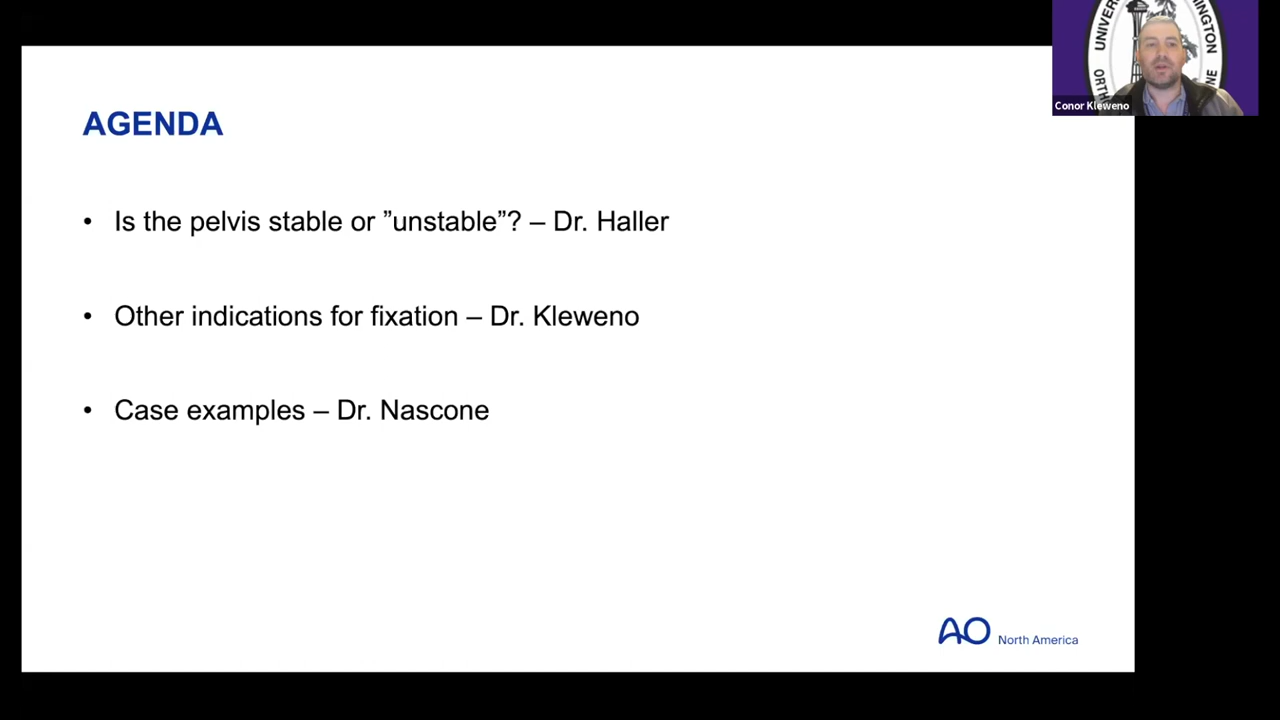 AGENDA
• Is the pelvis stable or ”unstable”? – Dr. Haller
• Other indications for fixation – Dr. Kleweno
• Case examples – Dr. Nascone
AO North America
Conor Kleweno